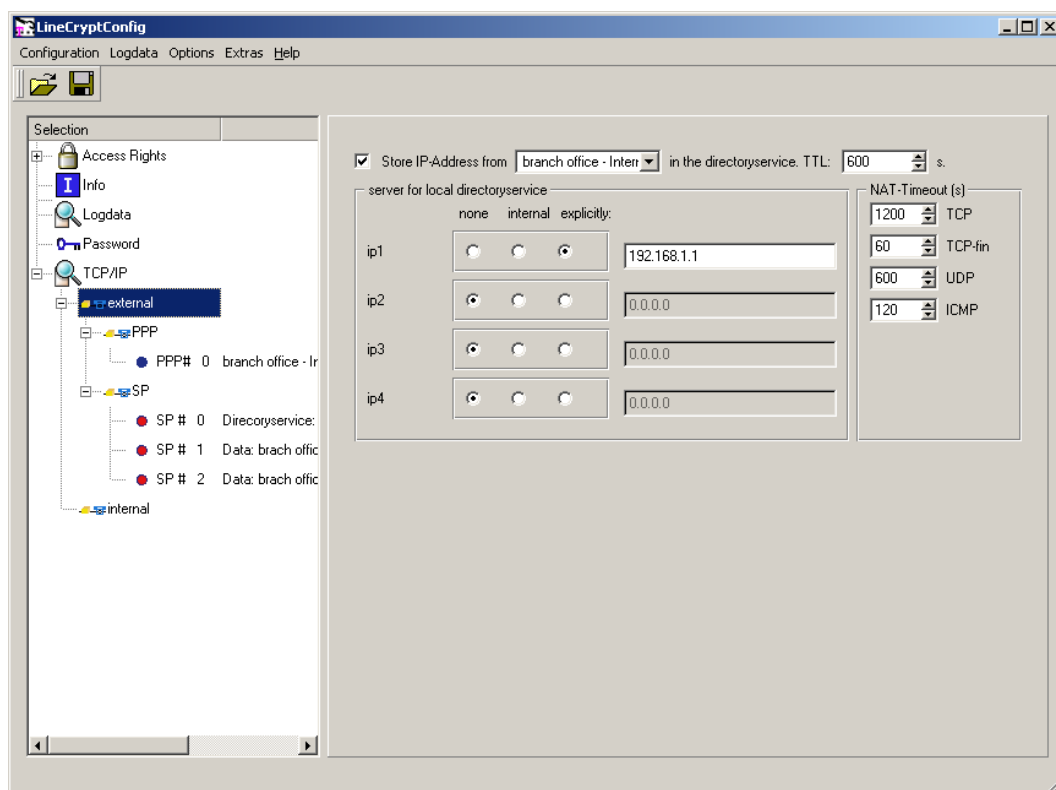 LineCryptConfig
Configuration Logdata Options Extras Help
Selection
Access Rights
Info
Logdata
Password
TCP/IP
external
PPP
PPP# 0 branch office - Ir
SP
SP # 0 Direcoryservice:
SP # 1 Data: brach offic
SP # 2 Data: brach offic
internal
Store IP-Address from branch office - Interr in the directoryservice. TTL: 600 s.
server for local directoryservice
none internal explicitly:
ip1 192.168.1.1
ip2 0.0.0.0
ip3 0.0.0.0
ip4 0.0.0.0
NAT-Timeout (s)
1200 TCP
60 TCP-fin
600 UDP
120 ICMP